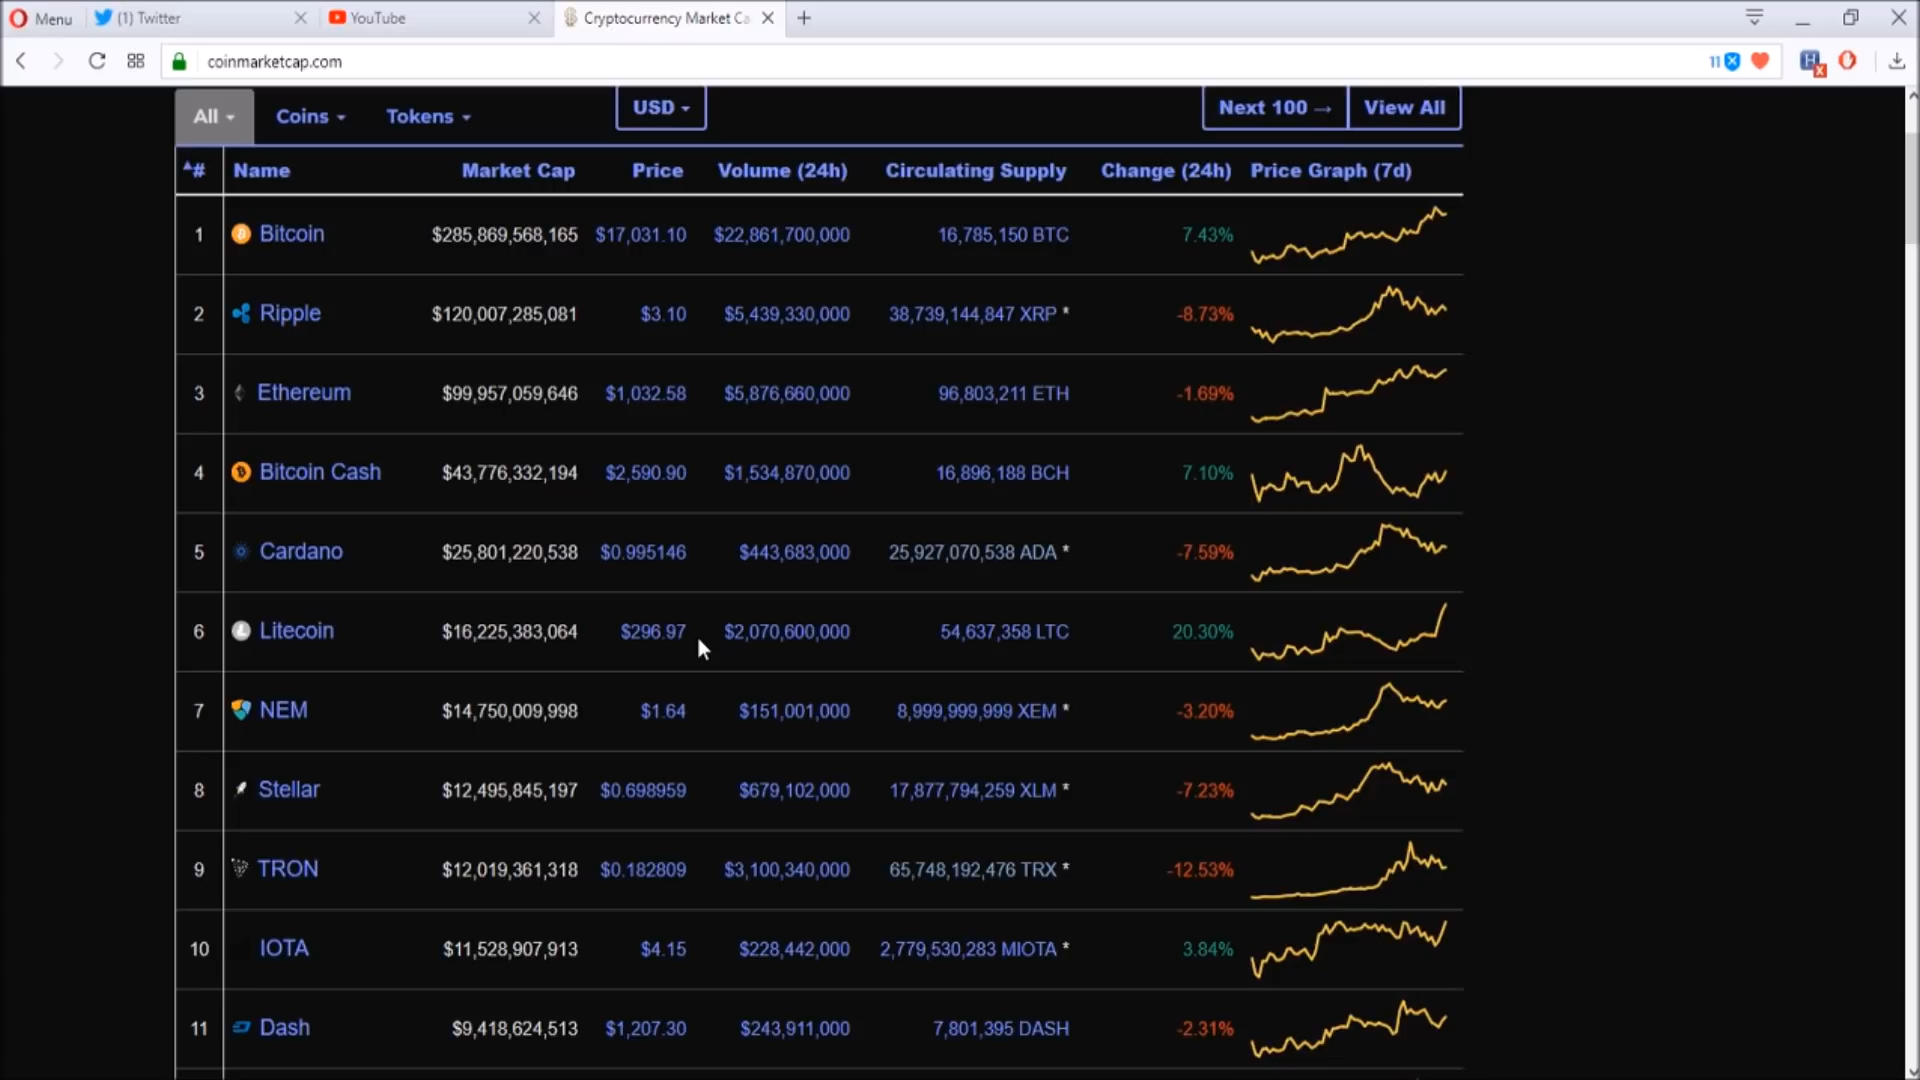 Menu (1) Twitter YouTube Cryptocurrency Market Ca
coinmarketcap.com 11
All Coins Tokens USD Next 100 → View All
# Name Market Cap Price Volume (24h) Circulating Supply Change (24h) Price Graph (7d)
1 Bitcoin $285,869,568,165 $17,031.10 $22,861,700,000 16,785,150 BTC 7.43%
2 Ripple $120,007,285,081 $3.10 $5,439,330,000 38,739,144,847 XRP * -8.73%
3 Ethereum $99,957,059,646 $1,032.58 $5,876,660,000 96,803,211 ETH -1.69%
4 Bitcoin Cash $43,776,332,194 $2,590.90 $1,534,870,000 16,896,188 BCH 7.10%
5 Cardano $25,801,220,538 $0.995146 $443,683,000 25,927,070,538 ADA * -7.59%
6 Litecoin $16,225,383,064 $296.97 $2,070,600,000 54,637,358 LTC 20.30%
7 NEM $14,750,009,998 $1.64 $151,001,000 8,999,999,999 XEM * -3.20%
8 Stellar $12,495,845,197 $0.698959 $679,102,000 17,877,794,259 XLM * -7.23%
9 TRON $12,019,361,318 $0.182809 $3,100,340,000 65,748,192,476 TRX * -12.53%
10 IOTA $11,528,907,913 $4.15 $228,442,000 2,779,530,283 MIOTA * 3.84%
11 Dash $9,418,624,513 $1,207.30 $243,911,000 7,801,395 DASH -2.31%